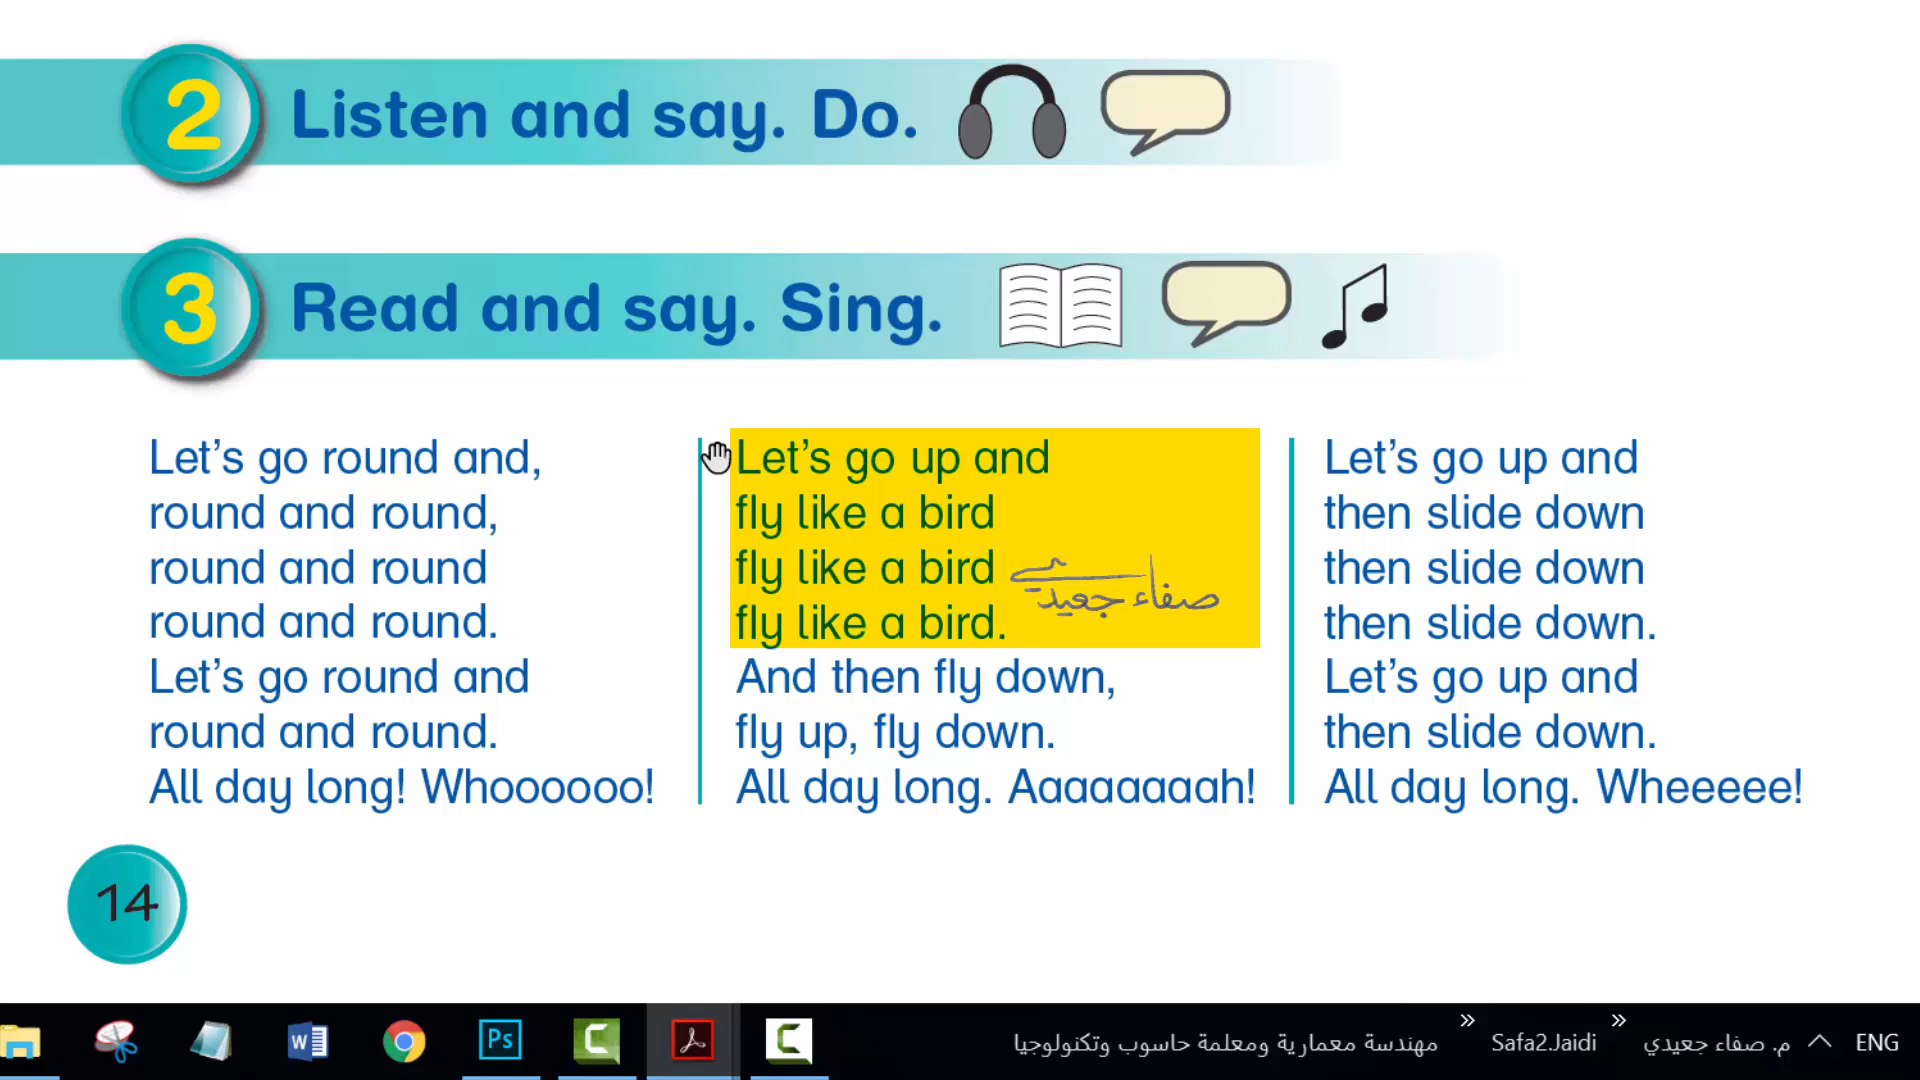 2 Listen and say. Do.
3 Read and say. Sing.
Let's go round and,
round and round,
round and round
round and round.
Let's go round and
round and round.
All day long! Whoooooo!
Let's go up and
fly like a bird
fly like a bird
fly like a bird.
صفاء جعيدي
And then fly down,
fly up, fly down.
All day long. Aaaaaaaah!
Let's go up and
then slide down
then slide down
then slide down.
Let's go up and
then slide down.
All day long. Wheeeee!
14
W Ps C C مهندسة معمارية ومعلمة حاسوب وتكنولوجيا » Safa2.Jaidi » م. صفاء جعيدي ENG